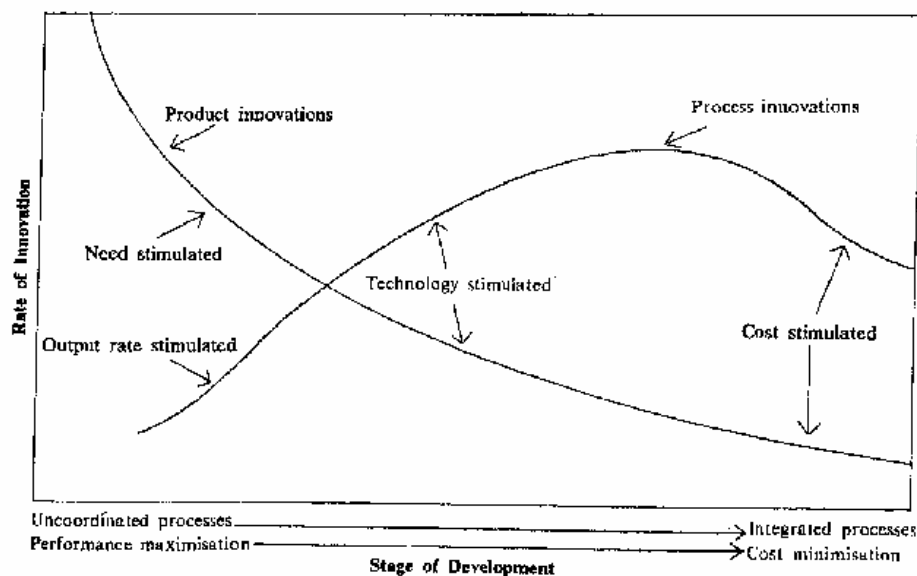 Process innovations
Product innovations
Need stimulated
Technology stimulated
Output rate stimulated
Cost stimulated
Rate of Innovation
Uncoordinated processes
Integrated processes
Performance maximisation
Cost minimisation
Stage of Development